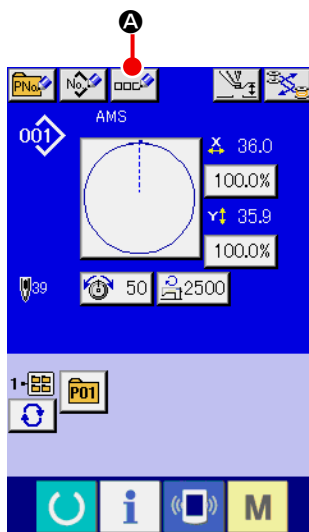 A
PNo. No.
AMS
001
X 36.0
100.0%
Y 35.9
100.0%
39 50 2500
1
P01
i M